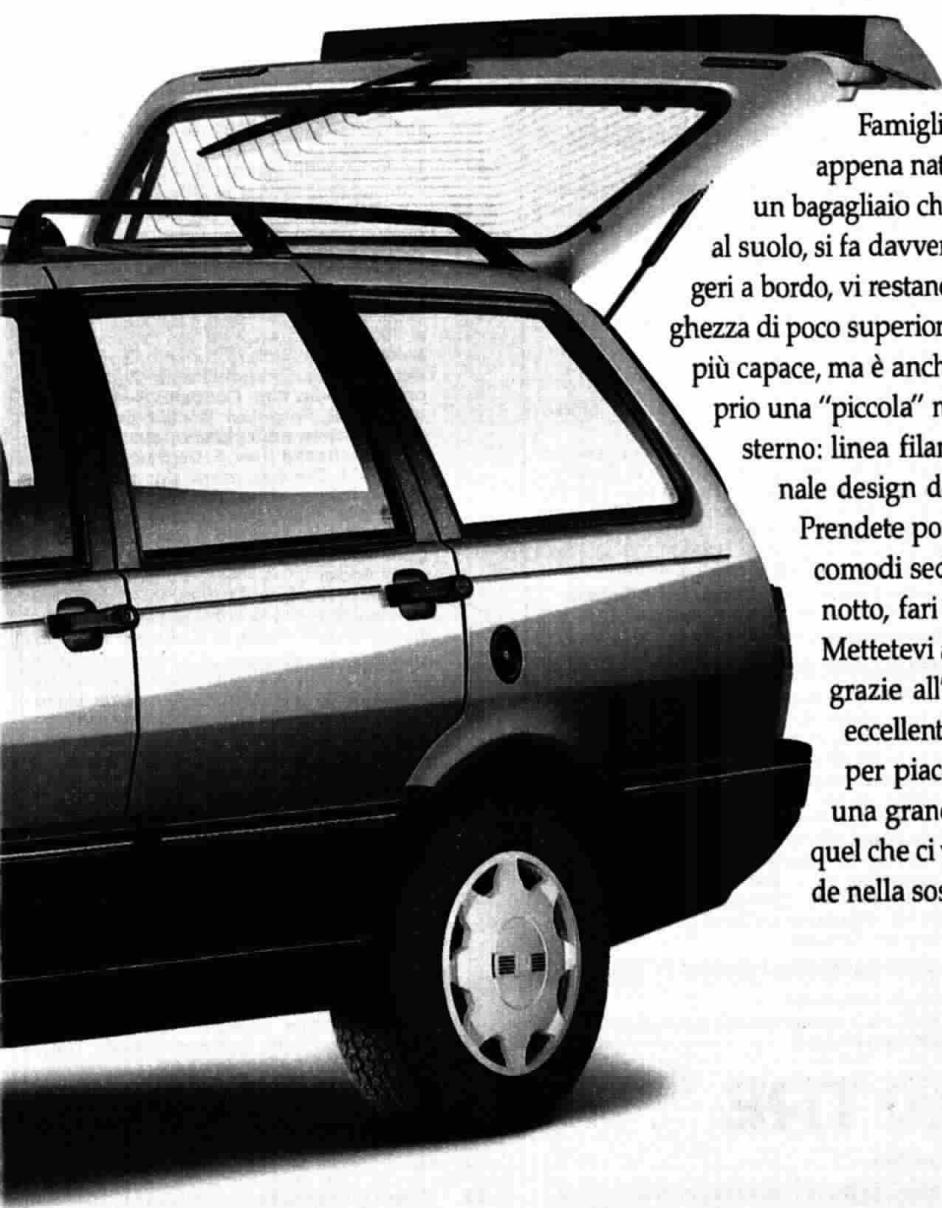 Famigli
appena nat
un bagagliaio ch
al suolo, si fa davver
geri a bordo, vi restano
ghezza di poco superior
più capace, ma è anch
prio una "piccola" m
sterno: linea filan
nale design d
Prendete po
comodi sed
notto, fari
Mettetevi a
grazie all'
eccellent
per piac
una grand
quel che ci v
de nella sos